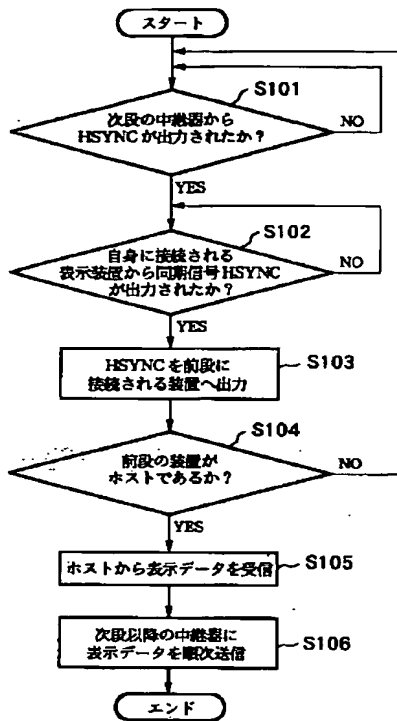 スタート
S101
次段の中継器から
HSYNCが出力されたか？
NO
YES
S102
自身に接続される
表示装置から同期信号HSYNC
が出力されたか？
NO
YES
HSYNCを前段に
接続される装置へ出力
S103
S104
前段の装置が
ホストであるか？
NO
YES
ホストから表示データを受信
S105
次段以降の中継器に
表示データを順次送信
S106
エンド